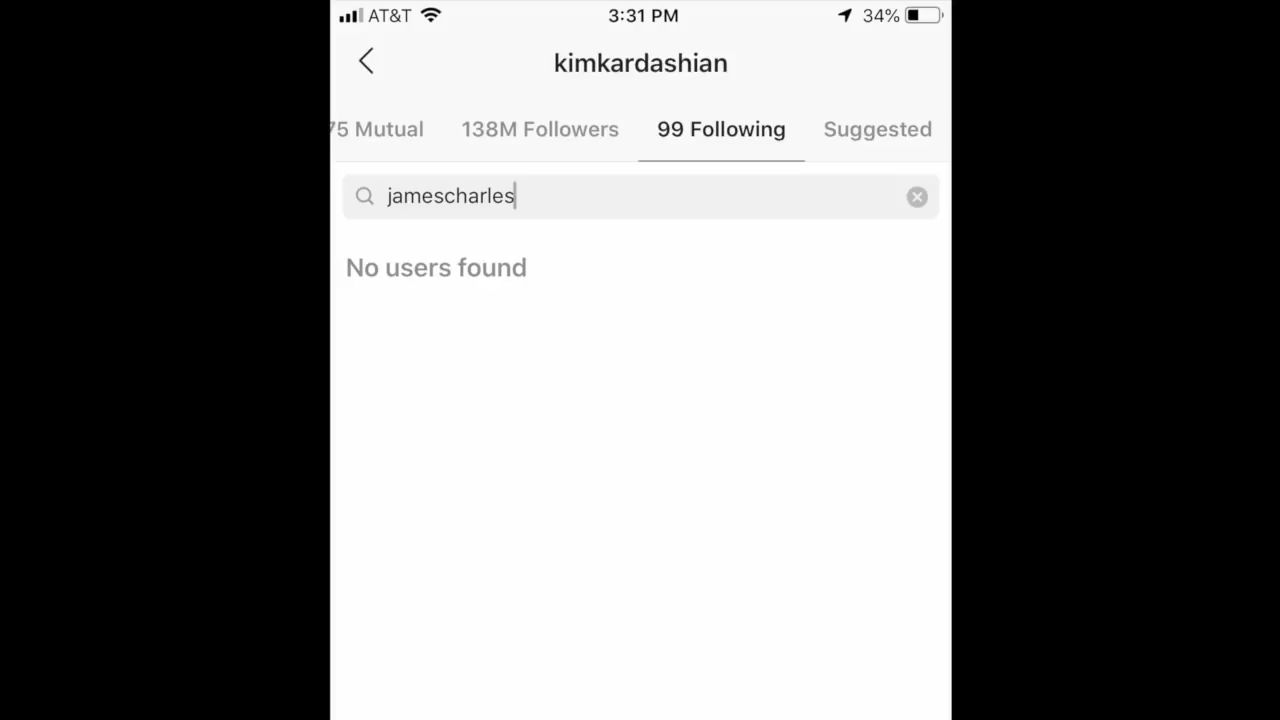 AT&T 3:31 PM 34%
kimkardashian
75 Mutual 138M Followers 99 Following Suggested
jamescharles
No users found